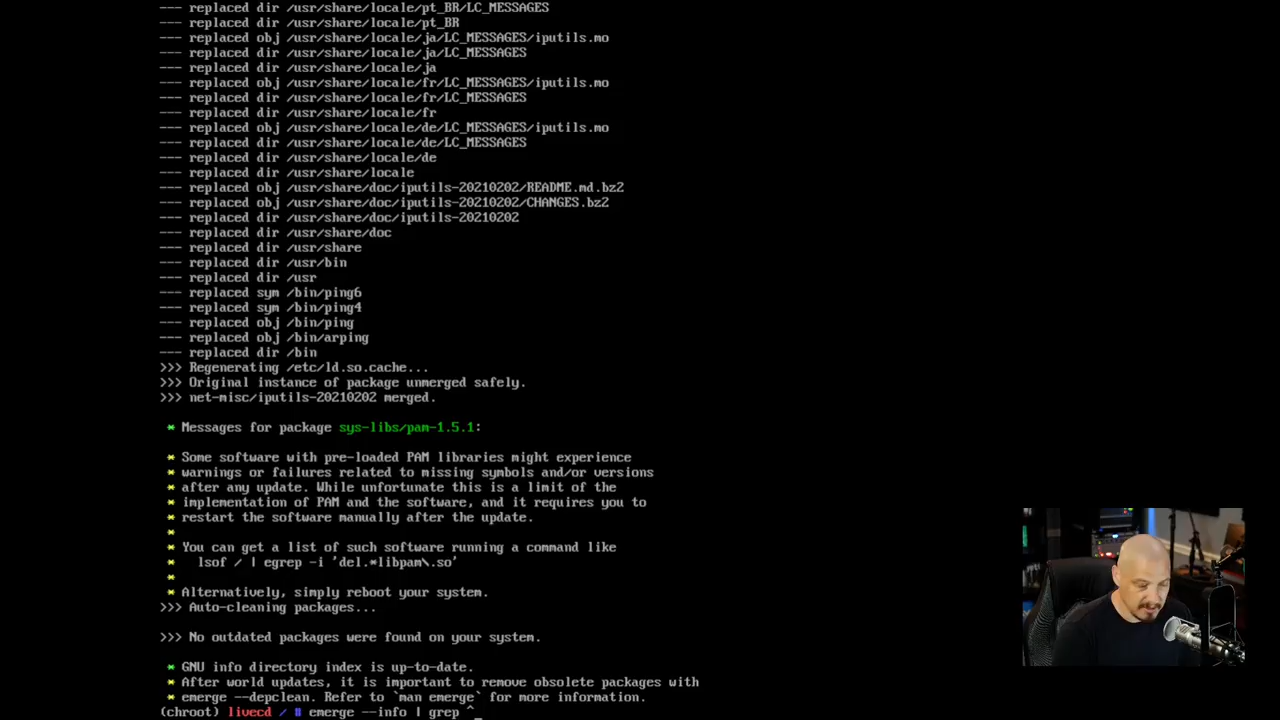 --- replaced dir /usr/share/locale/pt_BR/LC_MESSAGES
--- replaced dir /usr/share/locale/pt_BR
--- replaced obj /usr/share/locale/ja/LC_MESSAGES/iputils.mo
--- replaced dir /usr/share/locale/ja/LC_MESSAGES
--- replaced dir /usr/share/locale/ja
--- replaced obj /usr/share/locale/fr/LC_MESSAGES/iputils.mo
--- replaced dir /usr/share/locale/fr/LC_MESSAGES
--- replaced dir /usr/share/locale/fr
--- replaced obj /usr/share/locale/de/LC_MESSAGES/iputils.mo
--- replaced dir /usr/share/locale/de/LC_MESSAGES
--- replaced dir /usr/share/locale/de
--- replaced dir /usr/share/locale
--- replaced obj /usr/share/doc/iputils-20210202/README.md.bz2
--- replaced obj /usr/share/doc/iputils-20210202/CHANGES.bz2
--- replaced dir /usr/share/doc/iputils-20210202
--- replaced dir /usr/share/doc
--- replaced dir /usr/share
--- replaced dir /usr/bin
--- replaced dir /usr
--- replaced sym /bin/ping6
--- replaced sym /bin/ping4
--- replaced obj /bin/ping
--- replaced obj /bin/arping
--- replaced dir /bin
>>> Regenerating /etc/ld.so.cache...
>>> Original instance of package unmerged safely.
>>> net-misc/iputils-20210202 merged.
* Messages for package sys-libs/pam-1.5.1:
* Some software with pre-loaded PAM libraries might experience
* warnings or failures related to missing symbols and/or versions
* after any update. While unfortunate this is a limit of the
* implementation of PAM and the software, and it requires you to
* restart the software manually after the update.
*
* You can get a list of such software running a command like
*   lsof / | egrep -i 'del.*libpam\.so'
*
* Alternatively, simply reboot your system.
>>> Auto-cleaning packages...
>>> No outdated packages were found on your system.
* GNU info directory index is up-to-date.
* After world updates, it is important to remove obsolete packages with
* emerge --depclean. Refer to `man emerge` for more information.
(chroot) livecd / # emerge --info | grep ^_